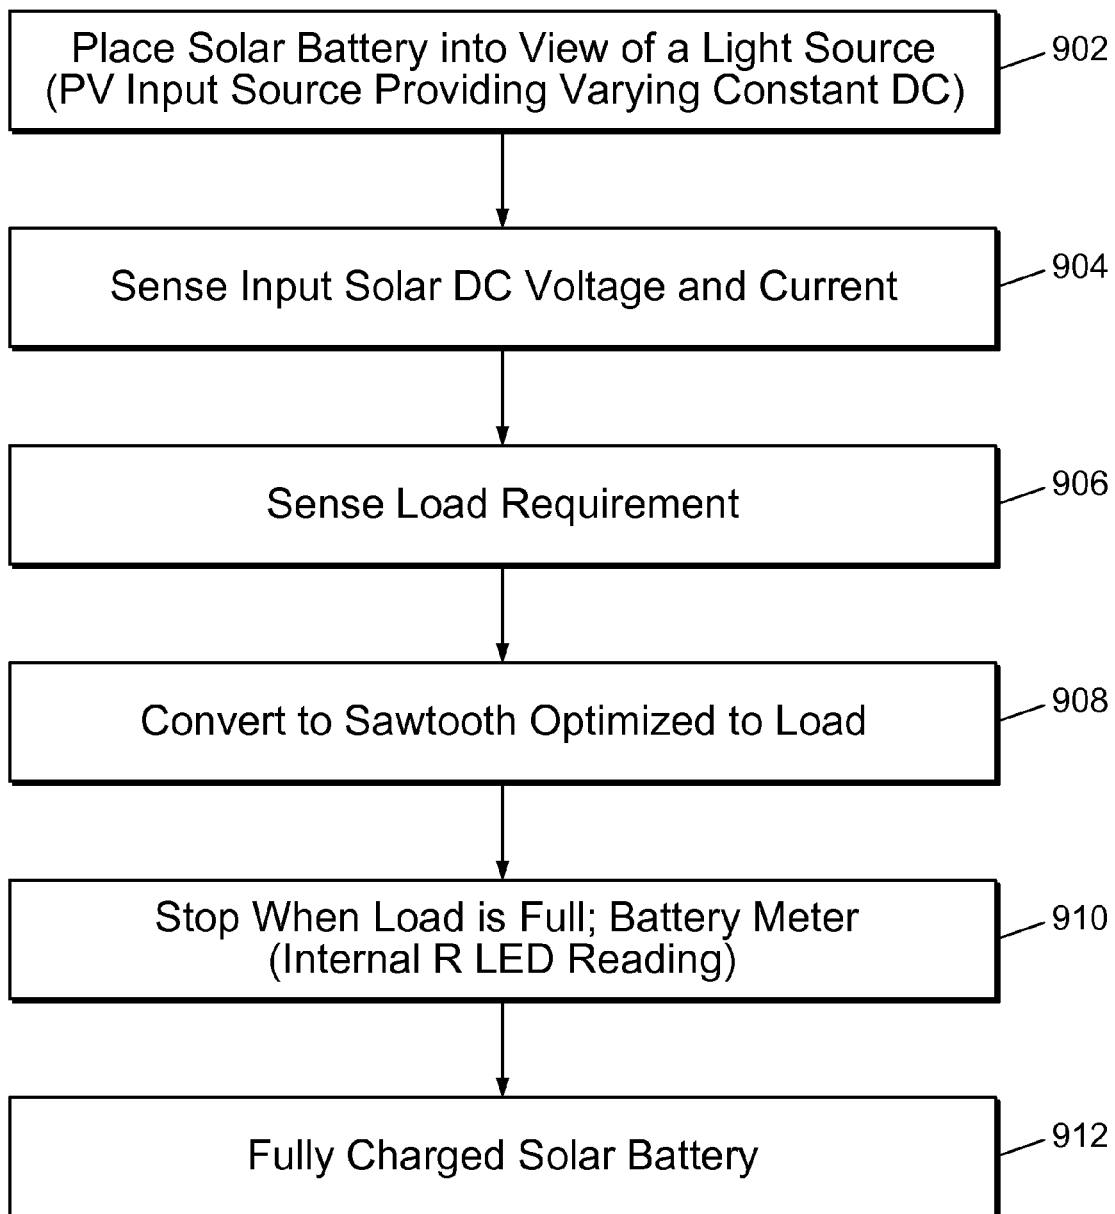 Place Solar Battery into View of a Light Source
(PV Input Source Providing Varying Constant DC)
902
Sense Input Solar DC Voltage and Current
904
Sense Load Requirement
906
Convert to Sawtooth Optimized to Load
908
Stop When Load is Full; Battery Meter
(Internal R LED Reading)
910
Fully Charged Solar Battery
912